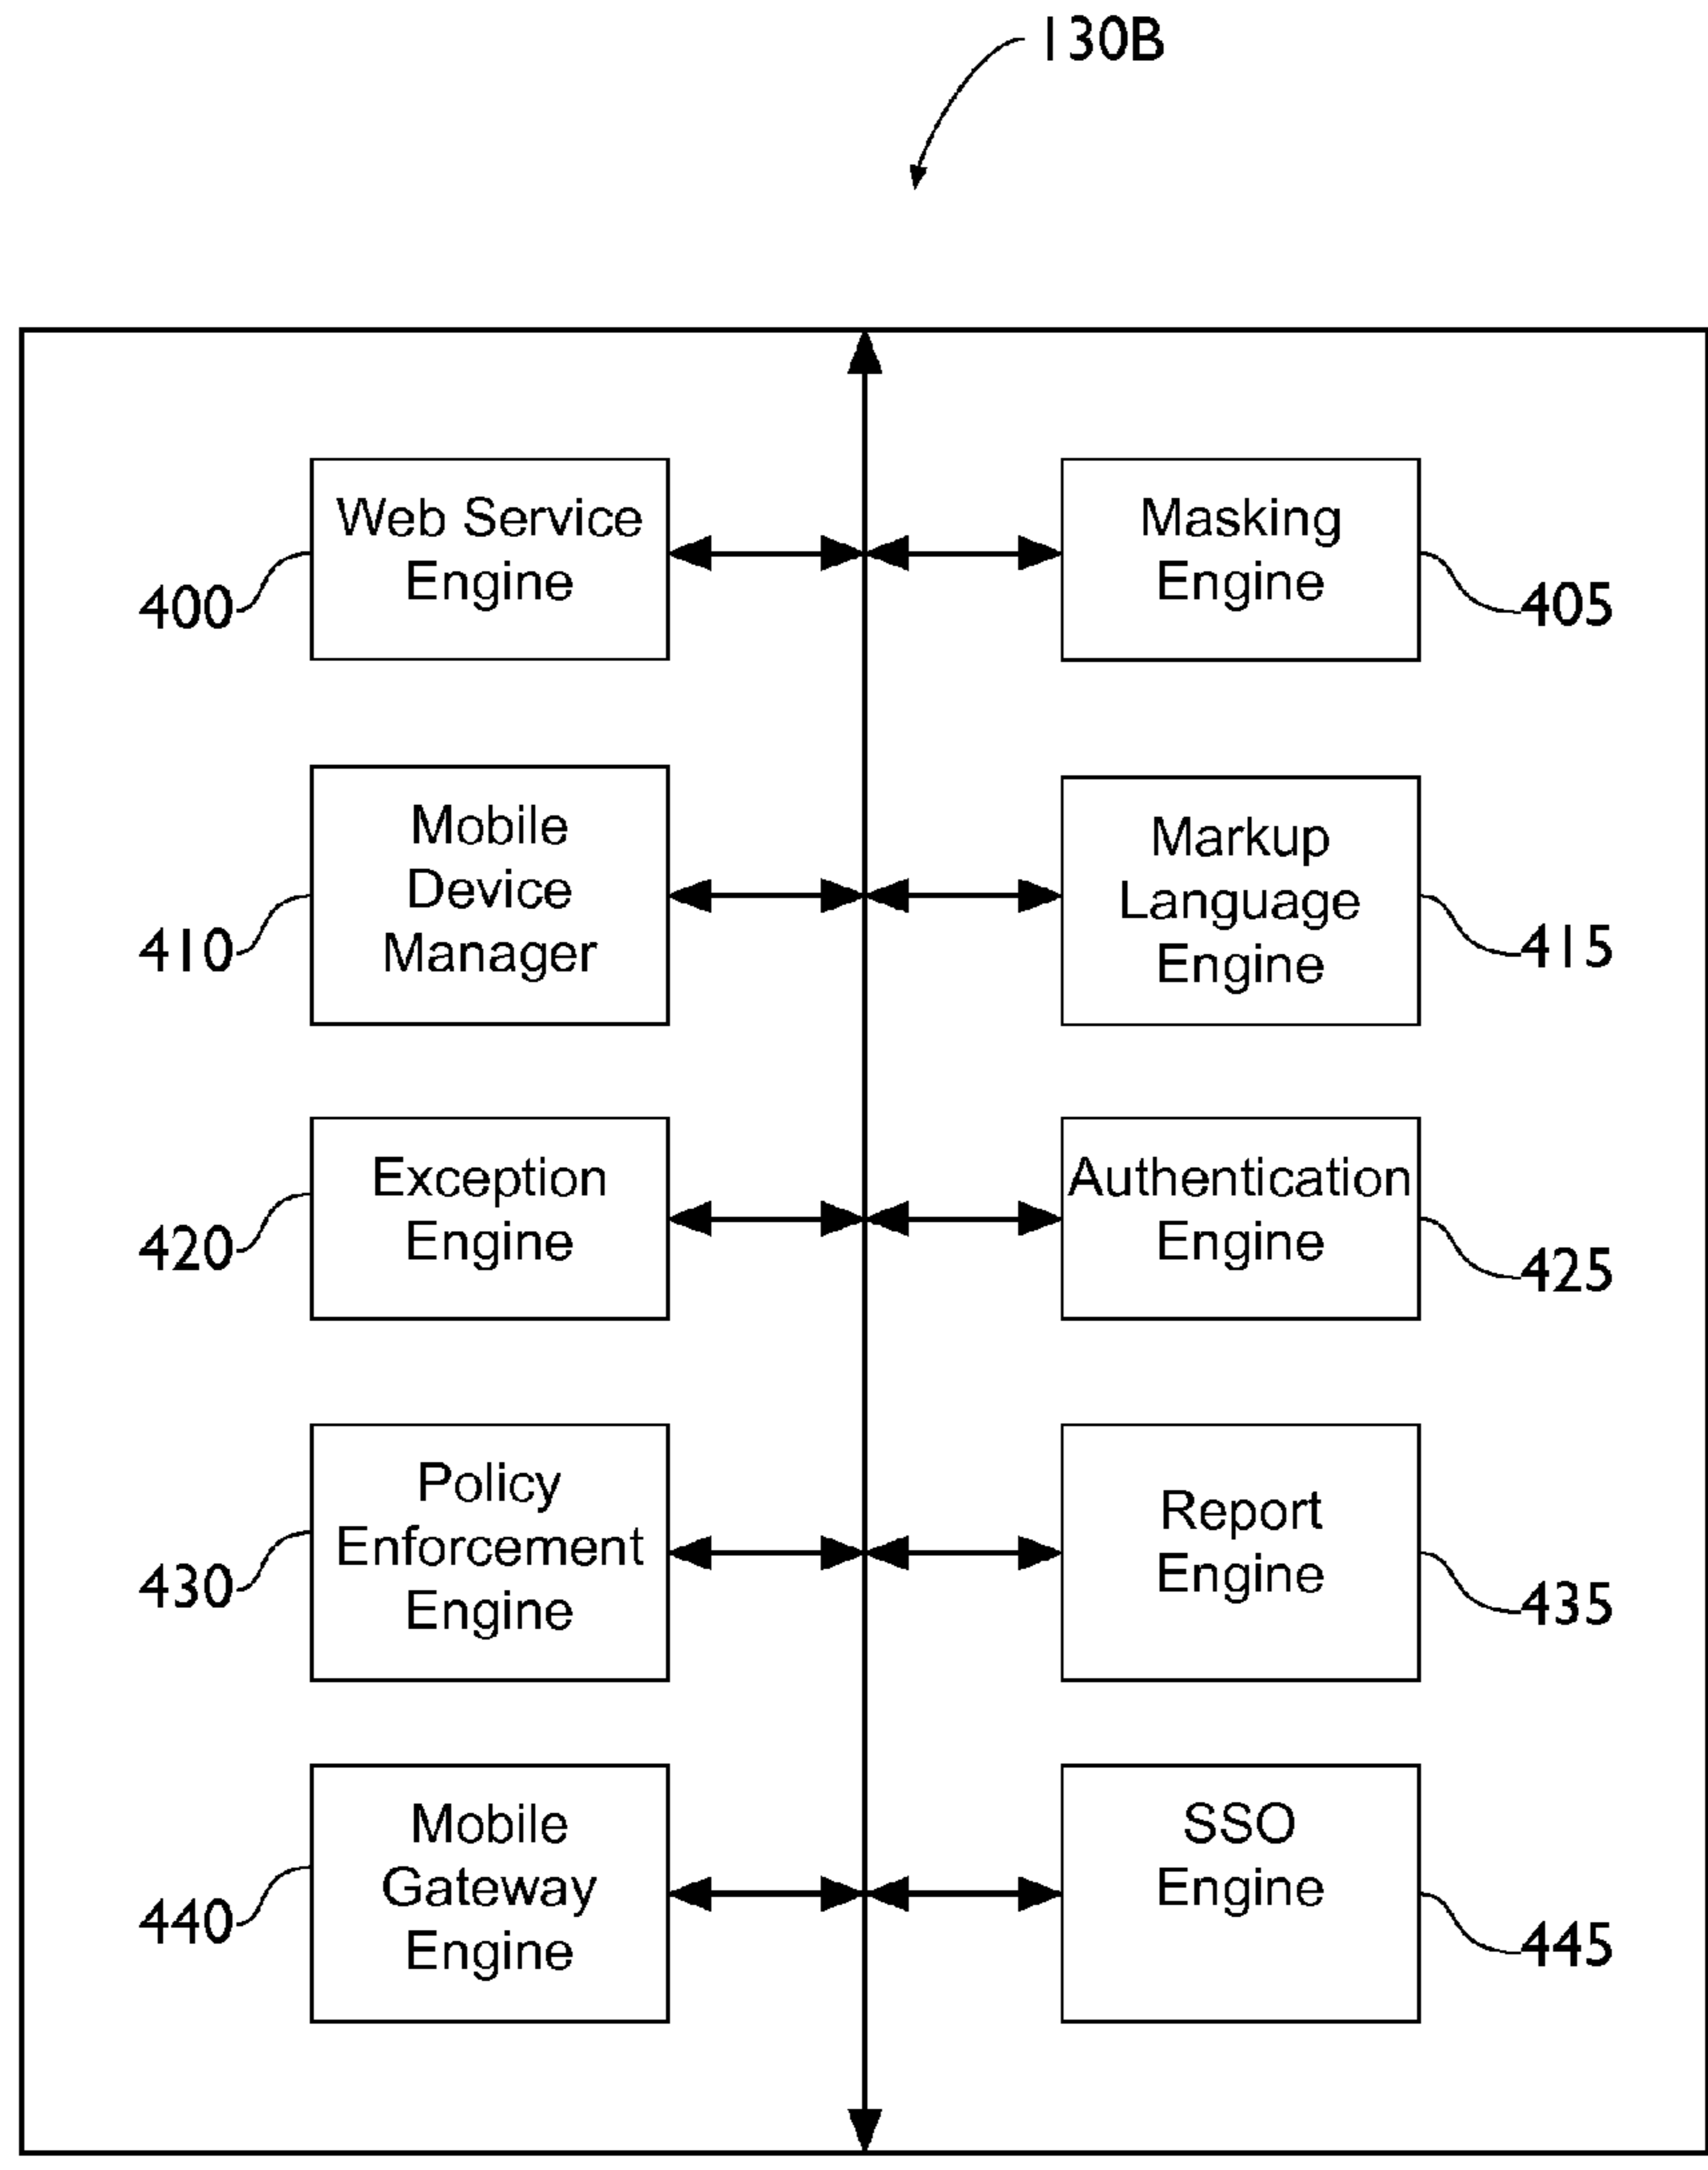 130B
Web Service
Engine
400
Masking
Engine
405
Mobile
Device
Manager
410
Markup
Language
Engine
415
Exception
Engine
420
Authentication
Engine
425
Policy
Enforcement
Engine
430
Report
Engine
435
Mobile
Gateway
Engine
440
SSO
Engine
445